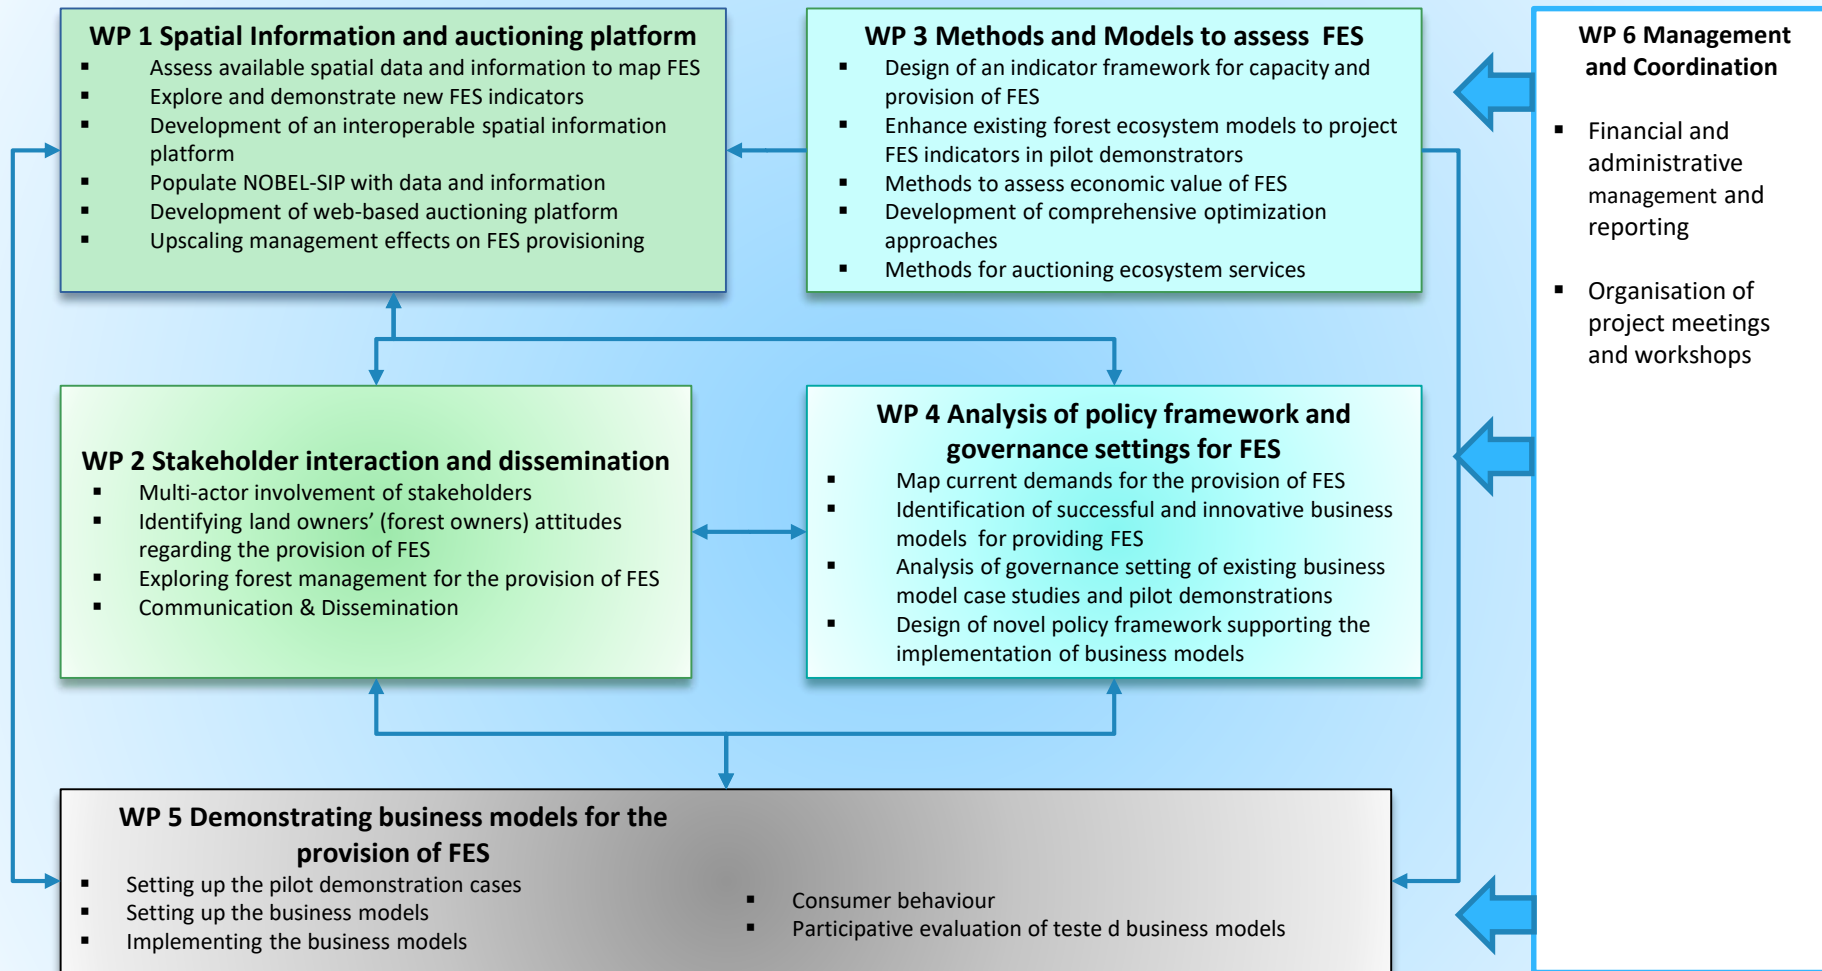 WP 1 Spatial Information and auctioning platform
▪ Assess available spatial data and information to map FES
▪ Explore and demonstrate new FES indicators
▪ Development of an interoperable spatial information
platform
▪ Populate NOBEL-SIP with data and information
▪ Development of web-based auctioning platform
▪ Upscaling management effects on FES provisioning
WP 3 Methods and Models to assess FES
▪ Design of an indicator framework for capacity and
provision of FES
▪ Enhance existing forest ecosystem models to project
FES indicators in pilot demonstrators
▪ Methods to assess economic value of FES
▪ Development of comprehensive optimization
approaches
▪ Methods for auctioning ecosystem services
WP 6 Management
and Coordination
▪ Financial and
administrative
management and
reporting
▪ Organisation of
project meetings
and workshops
WP 2 Stakeholder interaction and dissemination
▪ Multi-actor involvement of stakeholders
▪ Identifying land owners’ (forest owners) attitudes
regarding the provision of FES
▪ Exploring forest management for the provision of FES
▪ Communication & Dissemination
WP 4 Analysis of policy framework and
governance settings for FES
▪ Map current demands for the provision of FES
▪ Identification of successful and innovative business
models for providing FES
▪ Analysis of governance setting of existing business
model case studies and pilot demonstrations
▪ Design of novel policy framework supporting the
implementation of business models
WP 5 Demonstrating business models for the
provision of FES
▪ Setting up the pilot demonstration cases
▪ Setting up the business models
▪ Implementing the business models
▪ Consumer behaviour
▪ Participative evaluation of teste d business models